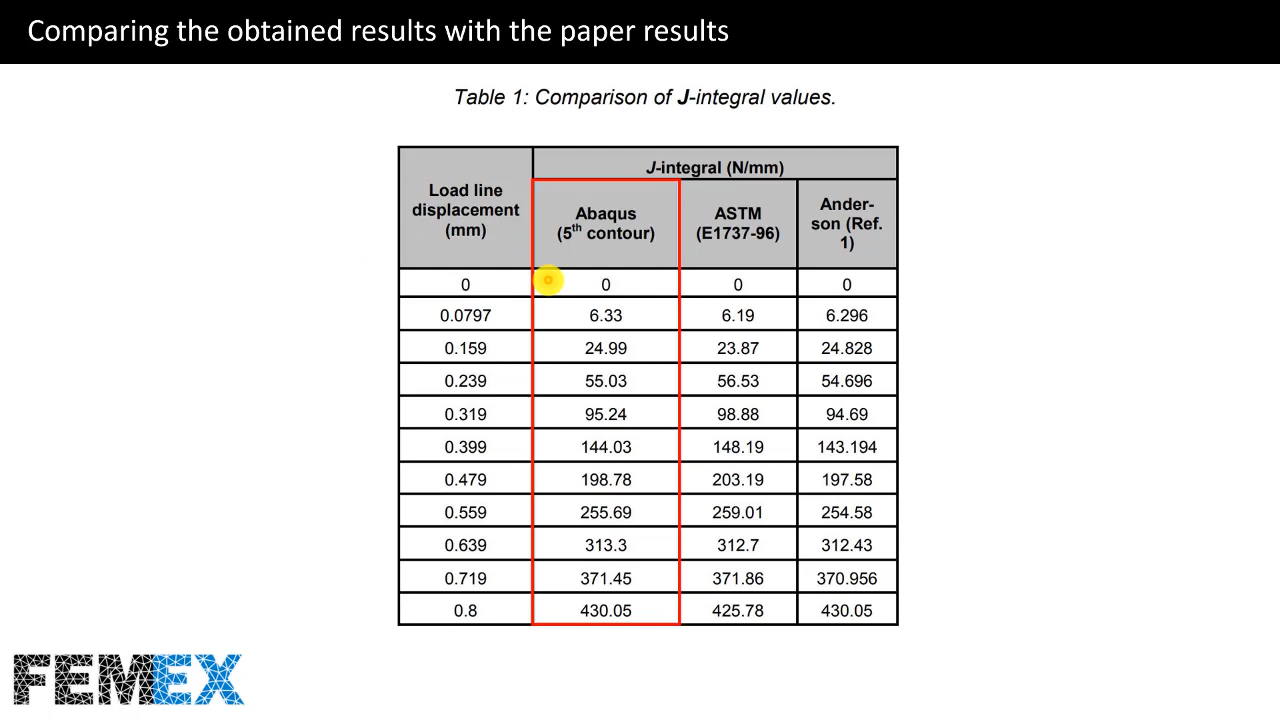 Comparing the obtained results with the paper results
Table 1: Comparison of J-integral values.
Load line
displacement
(mm)
J-integral (N/mm)
Abaqus
(5th contour)
ASTM
(E1737-96)
Ander-
son (Ref.
1)
0 0 0 0
0.0797 6.33 6.19 6.296
0.159 24.99 23.87 24.828
0.239 55.03 56.53 54.696
0.319 95.24 98.88 94.69
0.399 144.03 148.19 143.194
0.479 198.78 203.19 197.58
0.559 255.69 259.01 254.58
0.639 313.3 312.7 312.43
0.719 371.45 371.86 370.956
0.8 430.05 425.78 430.05
FEMEX